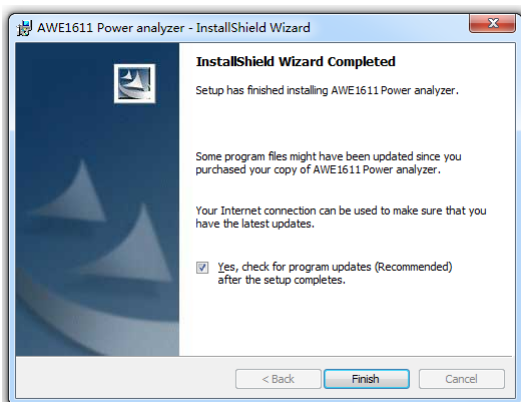 AWE1611 Power analyzer - InstallShield Wizard
InstallShield Wizard Completed
Setup has finished installing AWE1611 Power analyzer.
Some program files might have been updated since you
purchased your copy of AWE1611 Power analyzer.
Your Internet connection can be used to make sure that you
have the latest updates.
Yes, check for program updates (Recommended)
after the setup completes.
< Back
Finish
Cancel